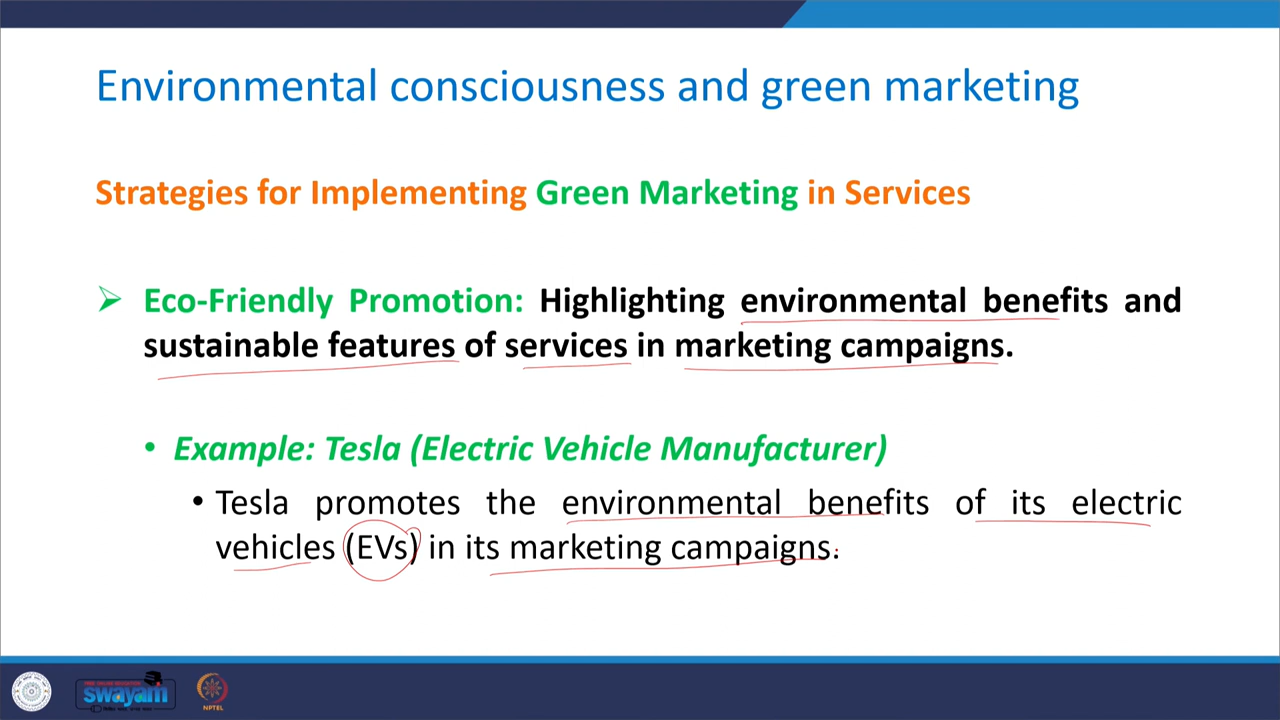 Environmental consciousness and green marketing
Strategies for Implementing Green Marketing in Services
Eco-Friendly Promotion: Highlighting environmental benefits and
sustainable features of services in marketing campaigns.
Example: Tesla (Electric Vehicle Manufacturer)
Tesla promotes the environmental benefits of its electric
vehicles (EVs) in its marketing campaigns.
swayam
NPTEL